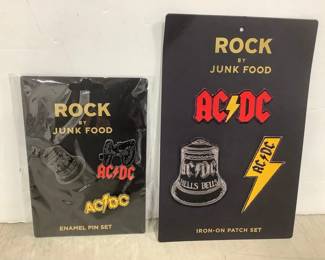 ROCK
BY
JUNK FOOD
AC DC
AC DC
ENAMEL PIN SET
ROCK
BY
JUNK FOOD
AC DC
AC DC
HELLS BELLS
AC DC
IRON-ON PATCH SET